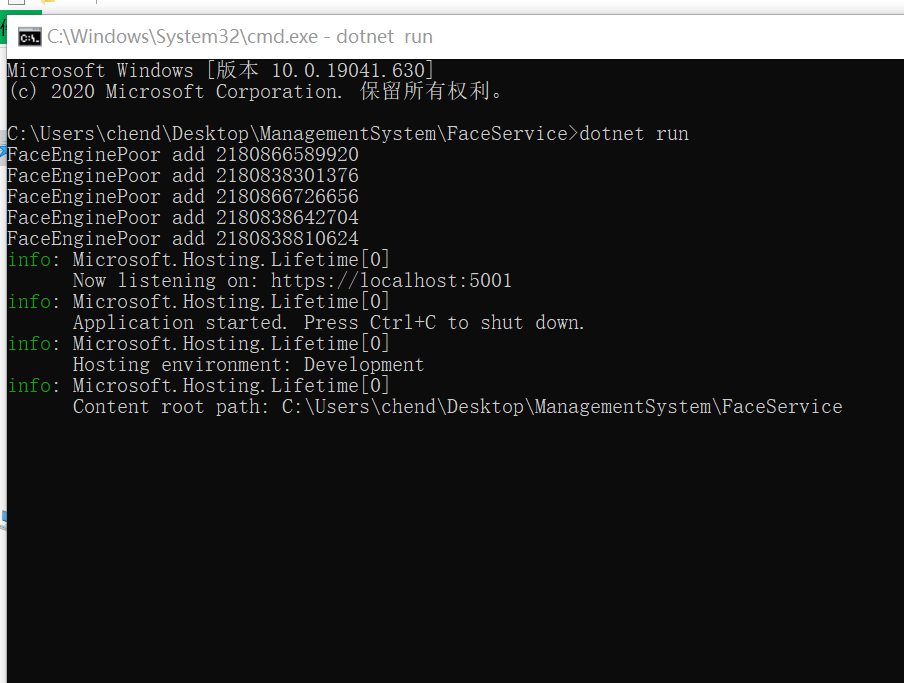 C:\Windows\System32\cmd.exe - dotnet  run
Microsoft Windows [版本 10.0.19041.630]
(c) 2020 Microsoft Corporation. 保留所有权利。
C:\Users\chend\Desktop\ManagementSystem\FaceService>dotnet run
FaceEnginePoor add 2180866589920
FaceEnginePoor add 2180838301376
FaceEnginePoor add 2180866726656
FaceEnginePoor add 2180838642704
FaceEnginePoor add 2180838810624
info: Microsoft.Hosting.Lifetime[0]
Now listening on: https://localhost:5001
info: Microsoft.Hosting.Lifetime[0]
Application started. Press Ctrl+C to shut down.
info: Microsoft.Hosting.Lifetime[0]
Hosting environment: Development
info: Microsoft.Hosting.Lifetime[0]
Content root path: C:\Users\chend\Desktop\ManagementSystem\FaceService